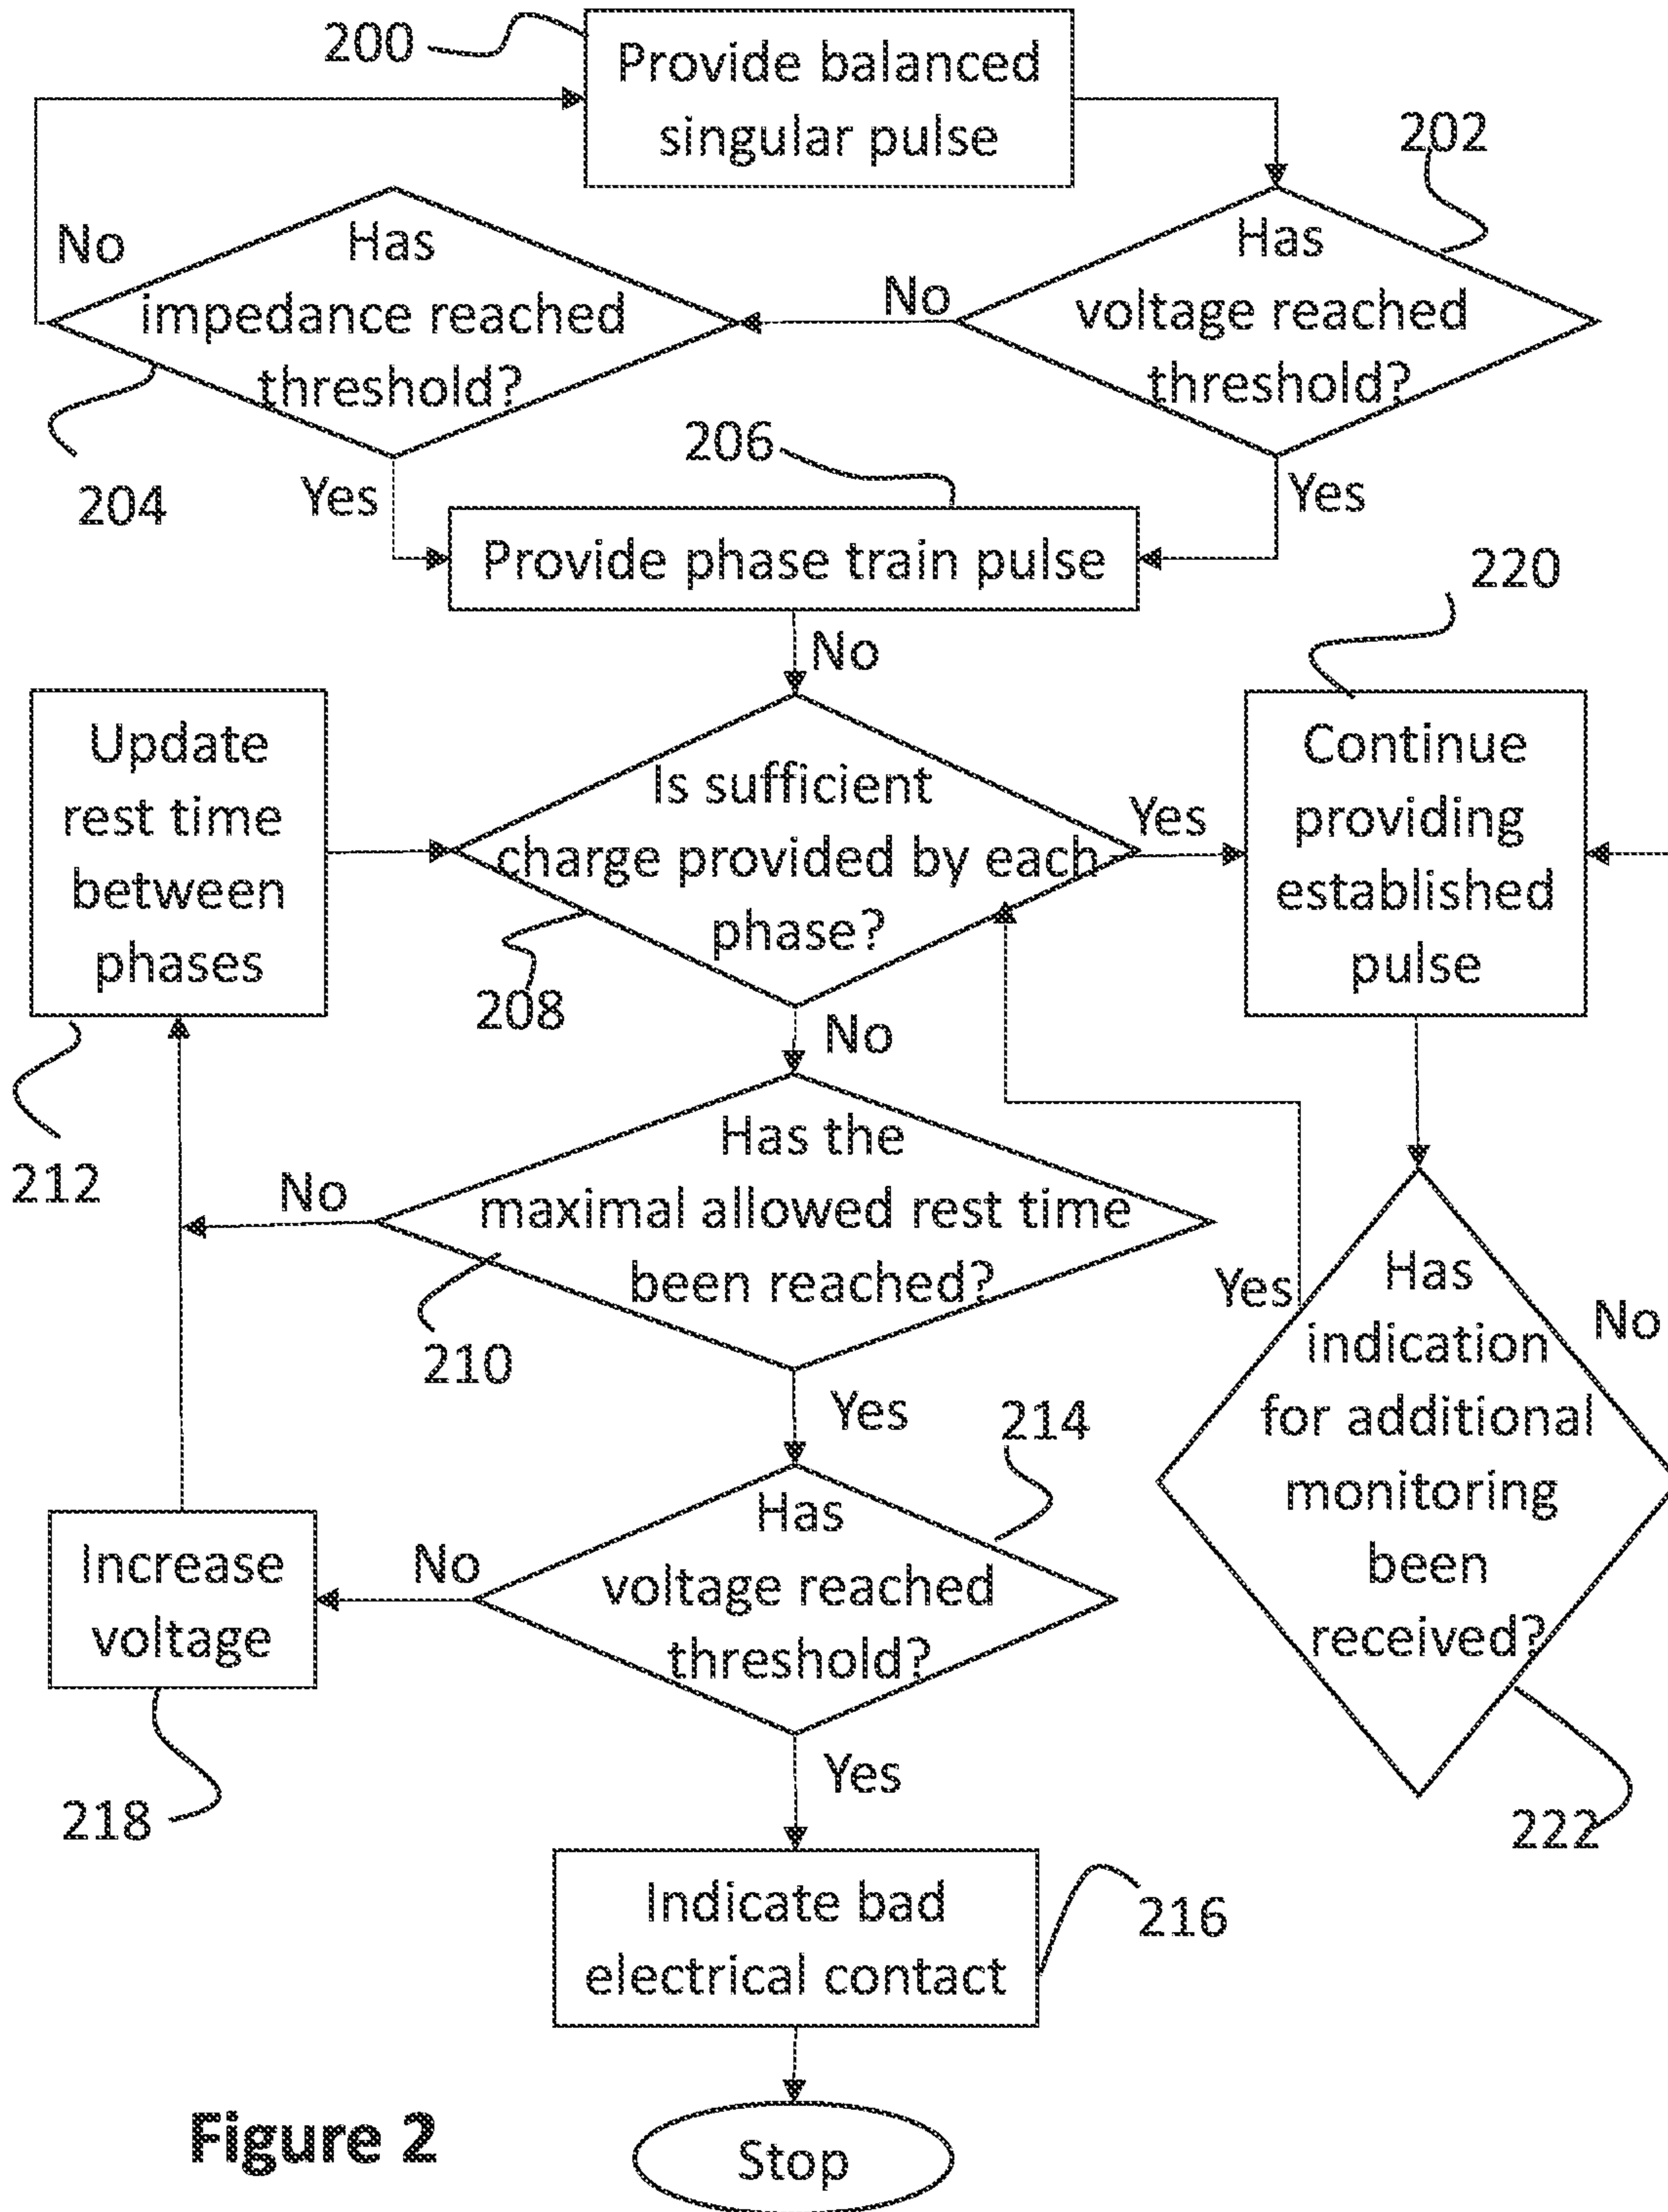 200
Provide balanced
singular pulse
202
No
Has
impedance reached
threshold?
No
Has
voltage reached
threshold?
204
Yes
206
Yes
Provide phase train pulse
220
No
Update
rest time
between
phases
Is sufficient
charge provided by each
phase?
Yes
Continue
providing
established
pulse
208
No
212
No
Has the
maximal allowed rest time
been reached?
Yes
Has
indication
for additional
monitoring
been
received?
No
210
Yes
214
Has
voltage reached
threshold?
No
Increase
voltage
Yes
218
222
Indicate bad
electrical contact
216
Figure 2
Stop